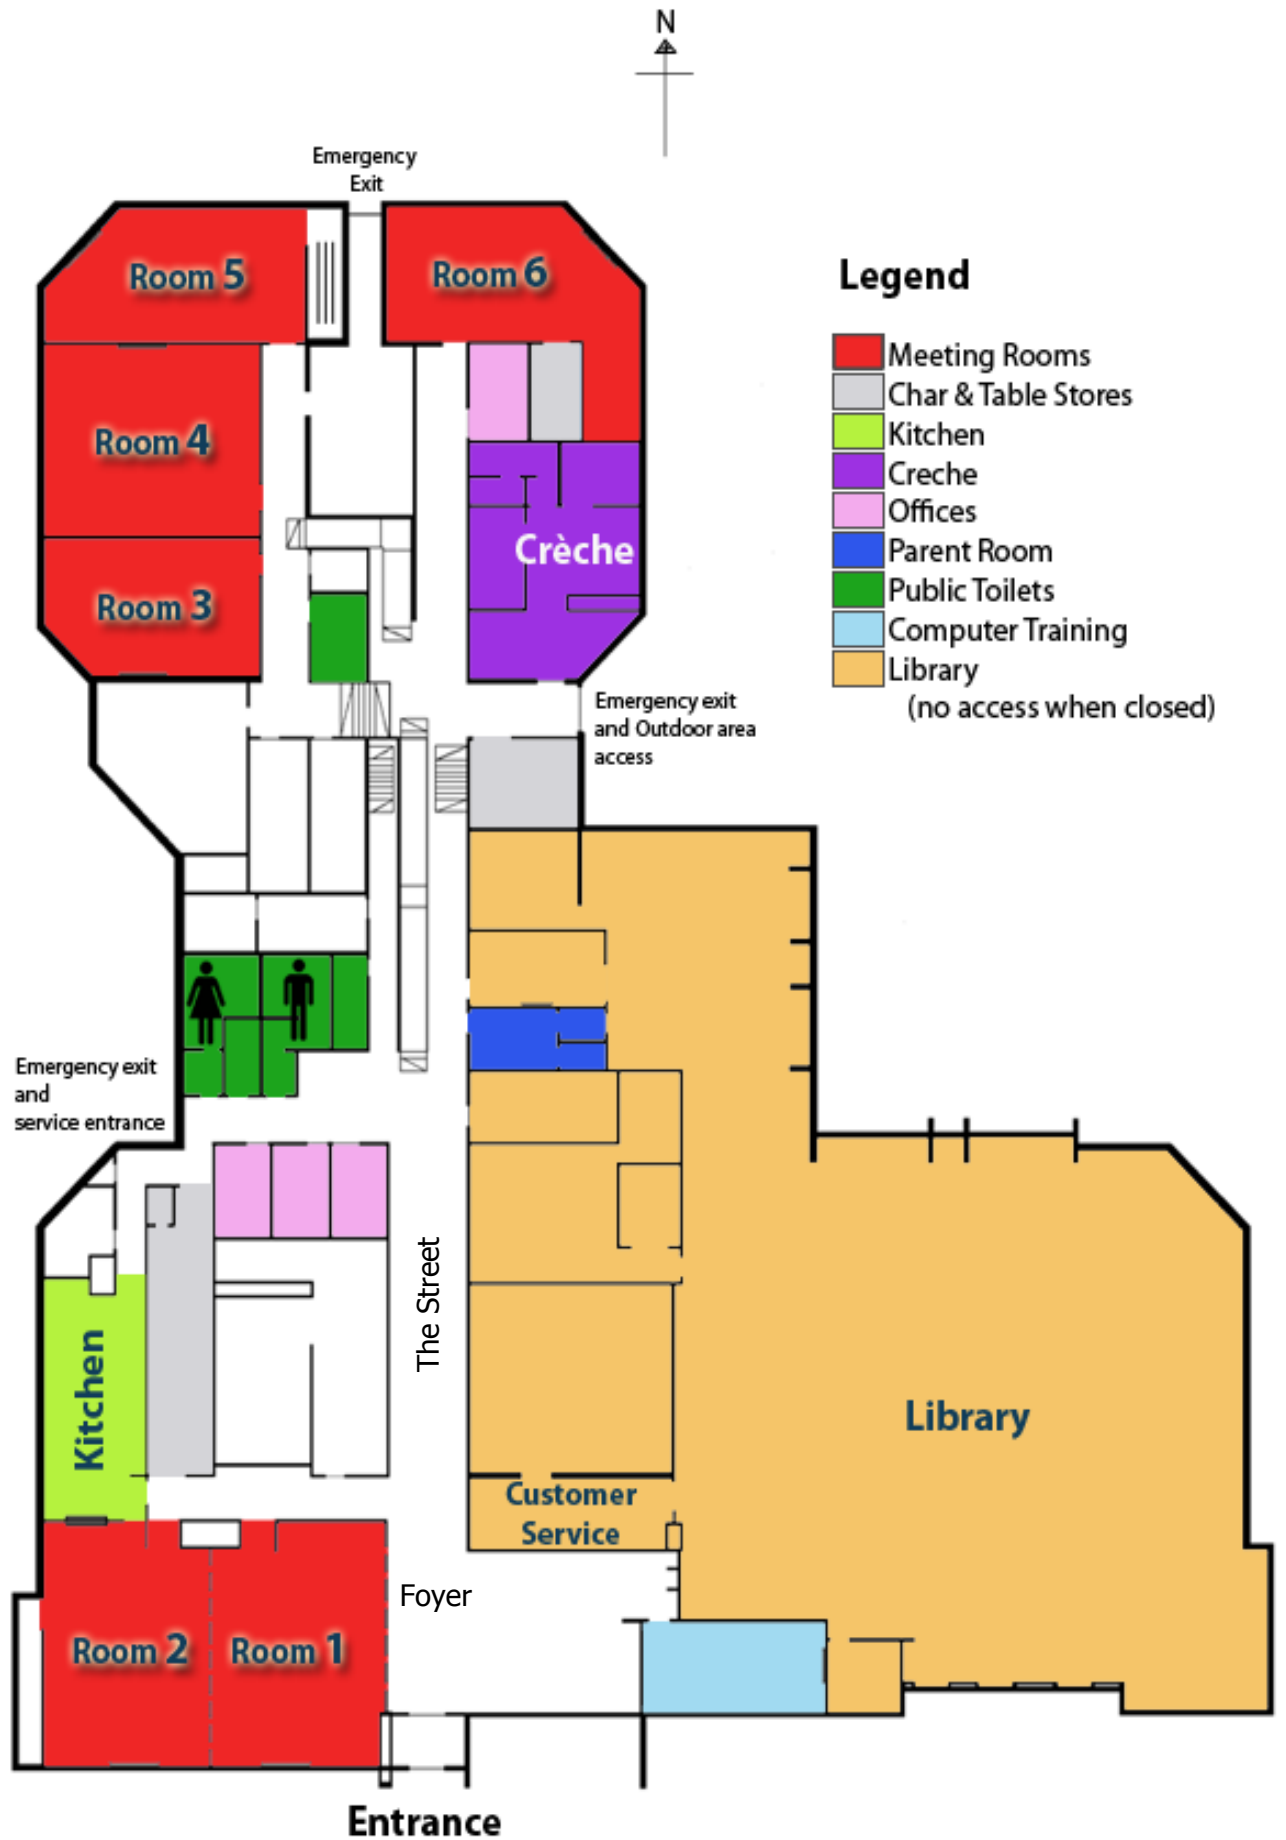 N
Emergency
Exit
Room 5
Room 6
Legend
Meeting Rooms
Char & Table Stores
Kitchen
Creche
Offices
Parent Room
Public Toilets
Computer Training
Library
(no access when closed)
Room 4
Crèche
Room 3
Emergency exit
and Outdoor area
access
Emergency exit
and
service entrance
The Street
Kitchen
Library
Customer
Service
Foyer
Room 2
Room 1
Entrance